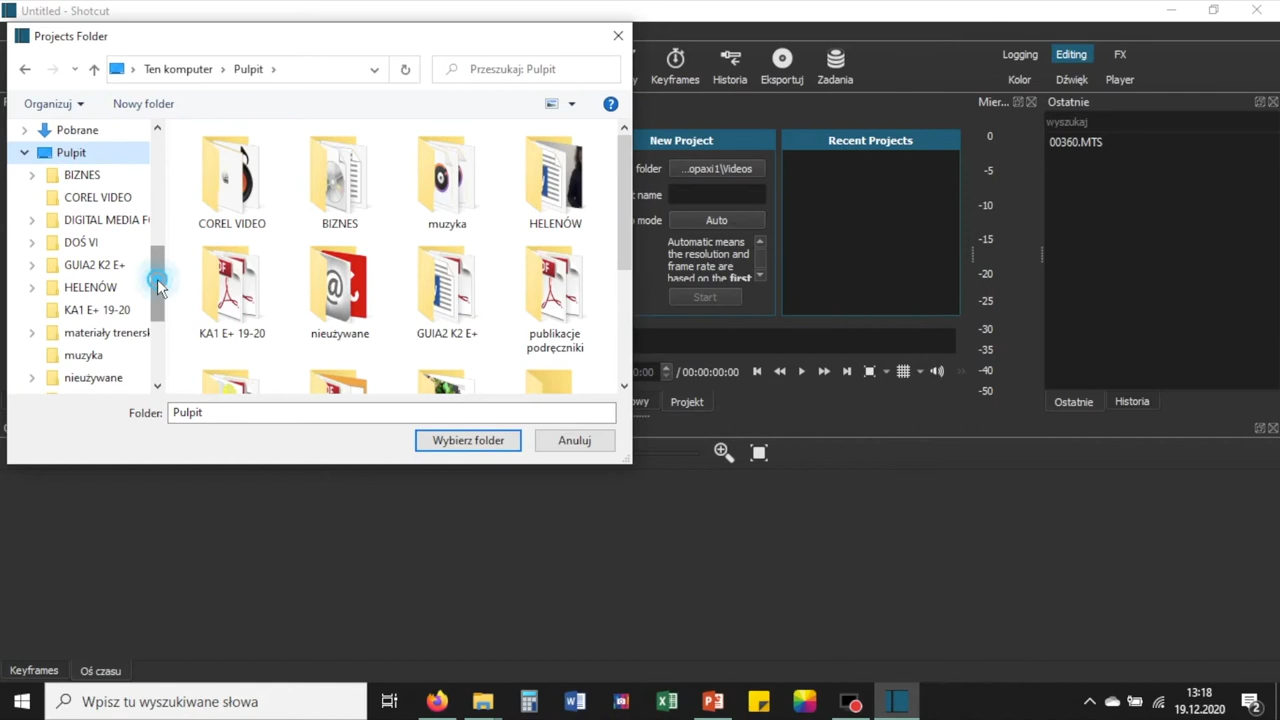 Untitled - Shotcut
Projects Folder
Ten komputer
Pulpit
Przeszukaj: Pulpit
Organizuj
Nowy folder
Pobrane
Pulpit
BIZNES
COREL VIDEO
DIGITAL MEDIA
DOŚ VI
GUIA2 K2 E+
HELENÓW
KA1 E+ 19-20
materiały
muzyka
nieużywane
COREL VIDEO
BIZNES
muzyka
HELENÓW
KA1 E+ 19-20
nieużywane
GUIA2 K2 E+
publikacje
podręczniki
Folder:
Pulpit
Wybierz folder
Anuluj
Keyframes
Historia
Eksportuj
Zadania
Logging
Editing
FX
Kolor
Dźwięk
Player
New Project
Recent Projects
folder
...opaxi1\Videos
name
mode
Auto
Automatic means
the resolution and
frame rate are
based on the first
Start
Mier...
0
-5
-10
-15
-20
-25
-30
-35
-40
-50
Ostatnie
wyszukaj
00360.MTS
/ 00:00:00:00
Projekt
Ostatnie
Historia
Keyframes
Oś czasu
Wpisz tu wyszukiwane słowa
13:18
19.12.2020
2